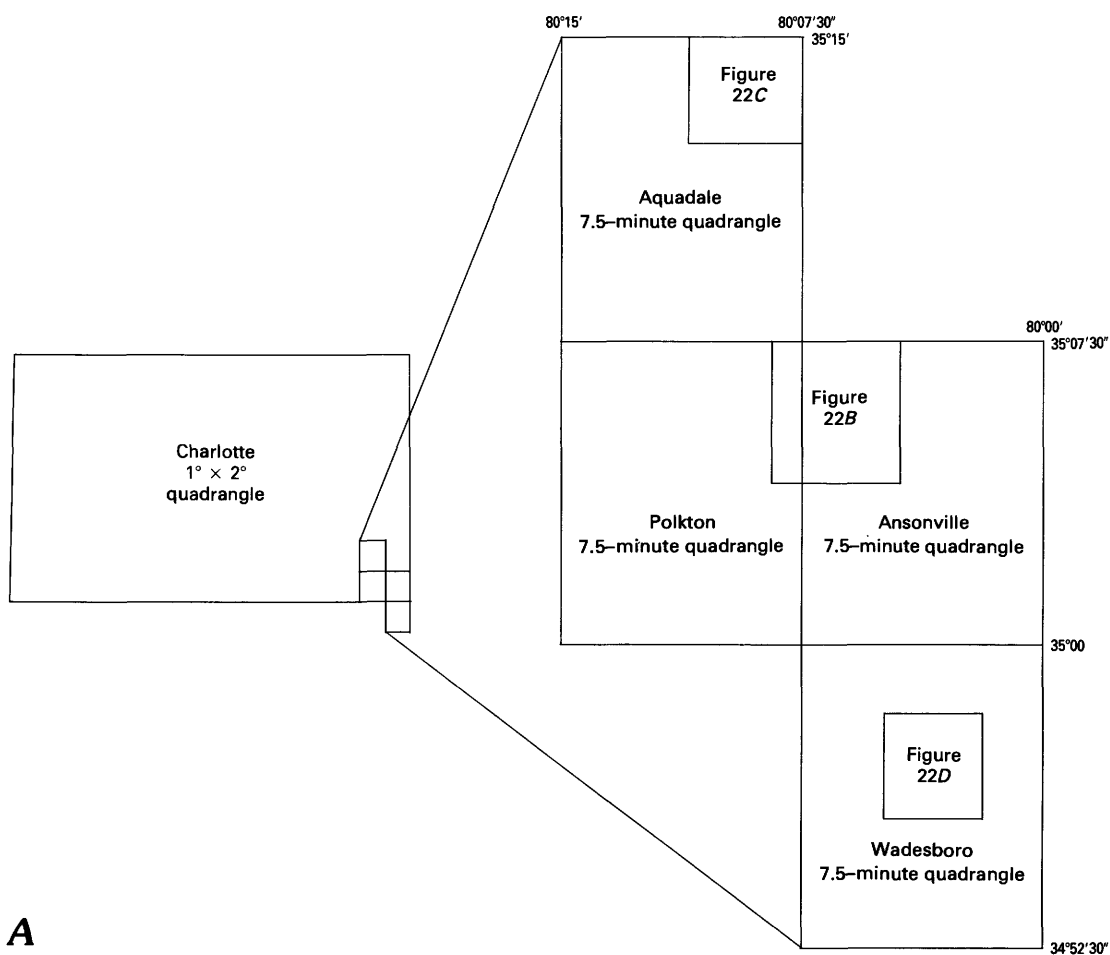 80°15′
80°07′30″
35°15′
Figure
22C
Aquadale
7.5–minute quadrangle
80°00′
35°07′30″
Figure
22B
Charlotte
1° × 2°
quadrangle
Polkton
7.5–minute quadrangle
Ansonville
7.5–minute quadrangle
35°00
Figure
22D
Wadesboro
7.5–minute quadrangle
A
34°52′30″